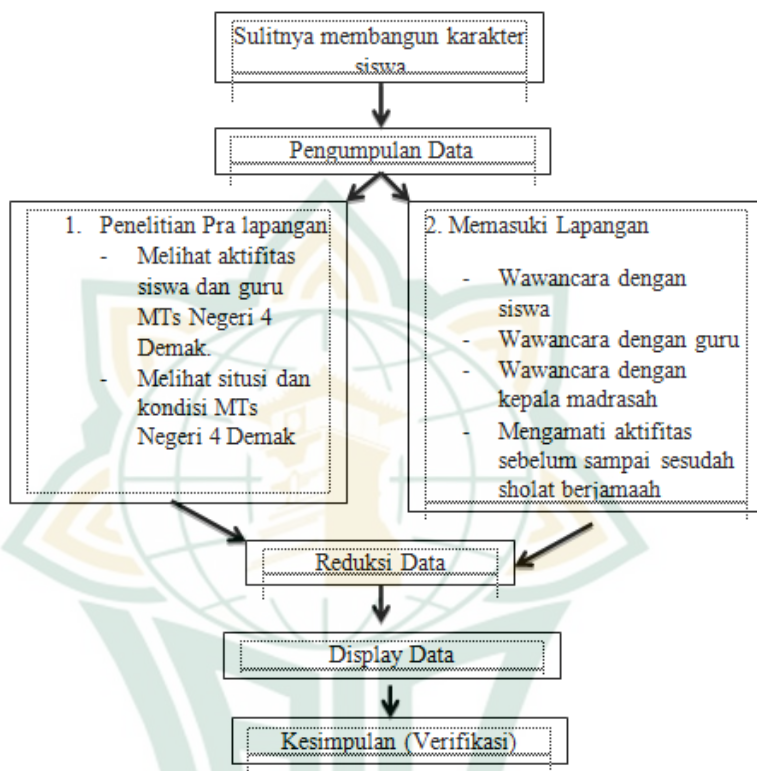 Sulitnya membangun karakter
siswa
Pengumpulan Data
1. Penelitian Pra lapangan
- Melihat aktifitas
siswa dan guru
MTs Negeri 4
Demak.
- Melihat situsi dan
kondisi MTs
Negeri 4 Demak
2. Memasuki Lapangan
- Wawancara dengan
siswa
- Wawancara dengan guru
- Wawancara dengan
kepala madrasah
- Mengamati aktifitas
sebelum sampai sesudah
sholat berjamaah
Reduksi Data
Display Data
Kesimpulan (Verifikasi)